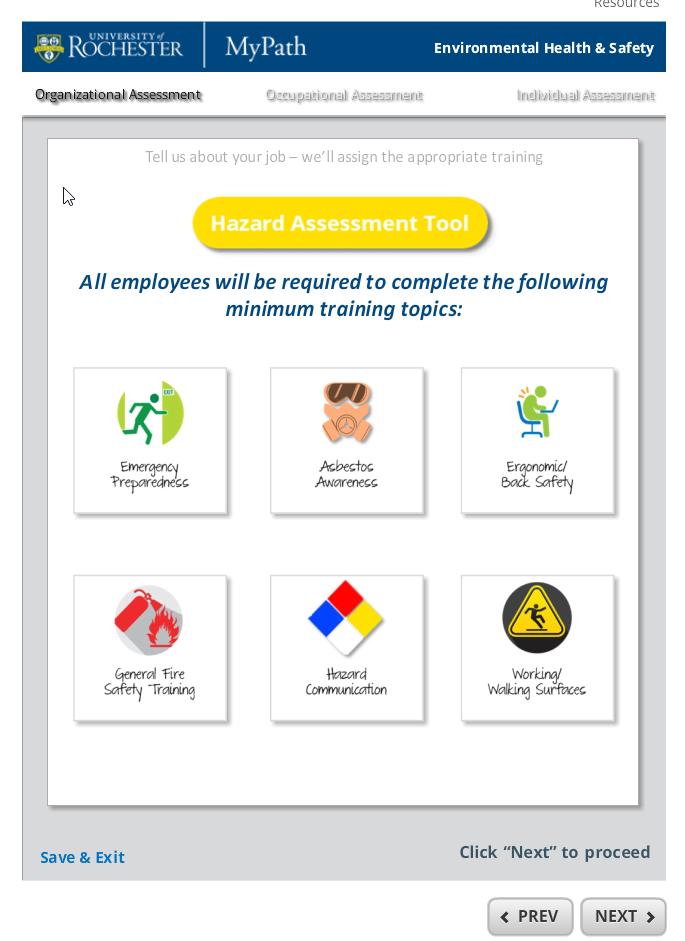 Resources
UNIVERSITY of
ROCHESTER
MyPath
Environmental Health & Safety
Organizational Assessment
Occupational Assessment
Individual Assessment
Tell us about your job – we’ll assign the appropriate training
Hazard Assessment Tool
All employees will be required to complete the following
minimum training topics:
EXIT
Emergency
Preparedness
Asbestos
Awareness
Ergonomic/
Back Safety
General Fire
Safety Training
Hazard
Communication
Working/
Walking Surfaces
Save & Exit
Click “Next” to proceed
PREV
NEXT